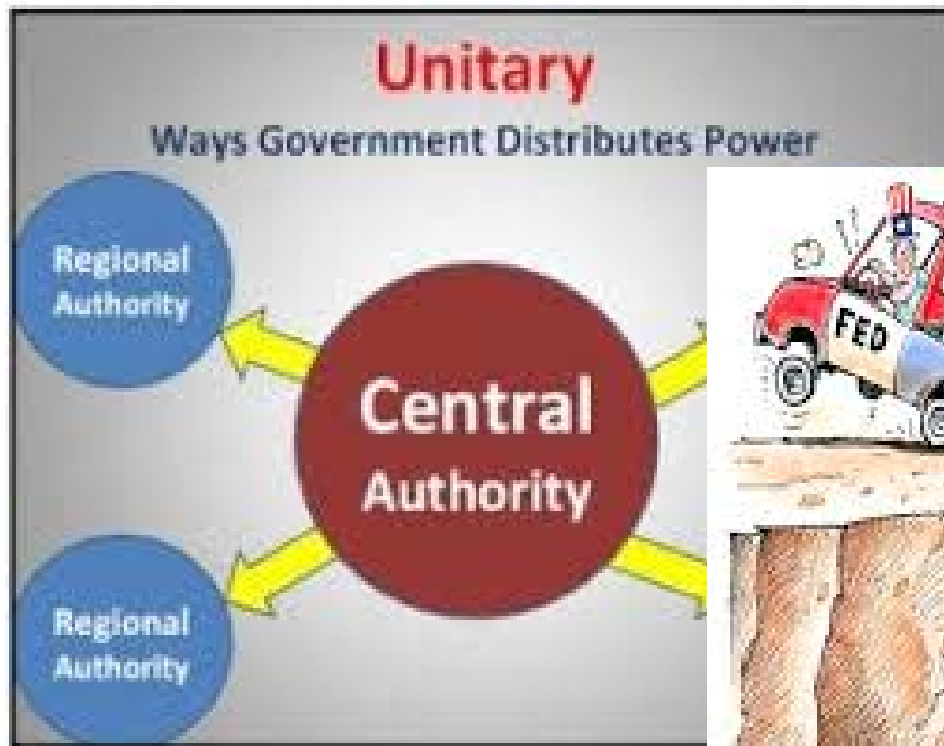 Unitary
Ways Government Distributes Power
Regional
Authority
Central
Authority
FED
Regional
Authority